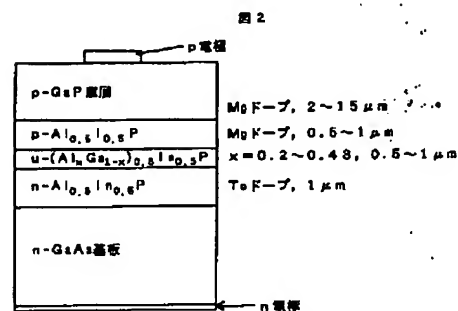 図2
p電極
p-GaP窓層
Mgドープ, 2~15μm
p-Al0.5In0.5P
Mgドープ, 0.5~1μm
u-(AlxGa1-x)0.5In0.5P
x=0.2~0.43, 0.5~1μm
n-Al0.5In0.5P
Teドープ, 1μm
n-GaAs基板
n電極